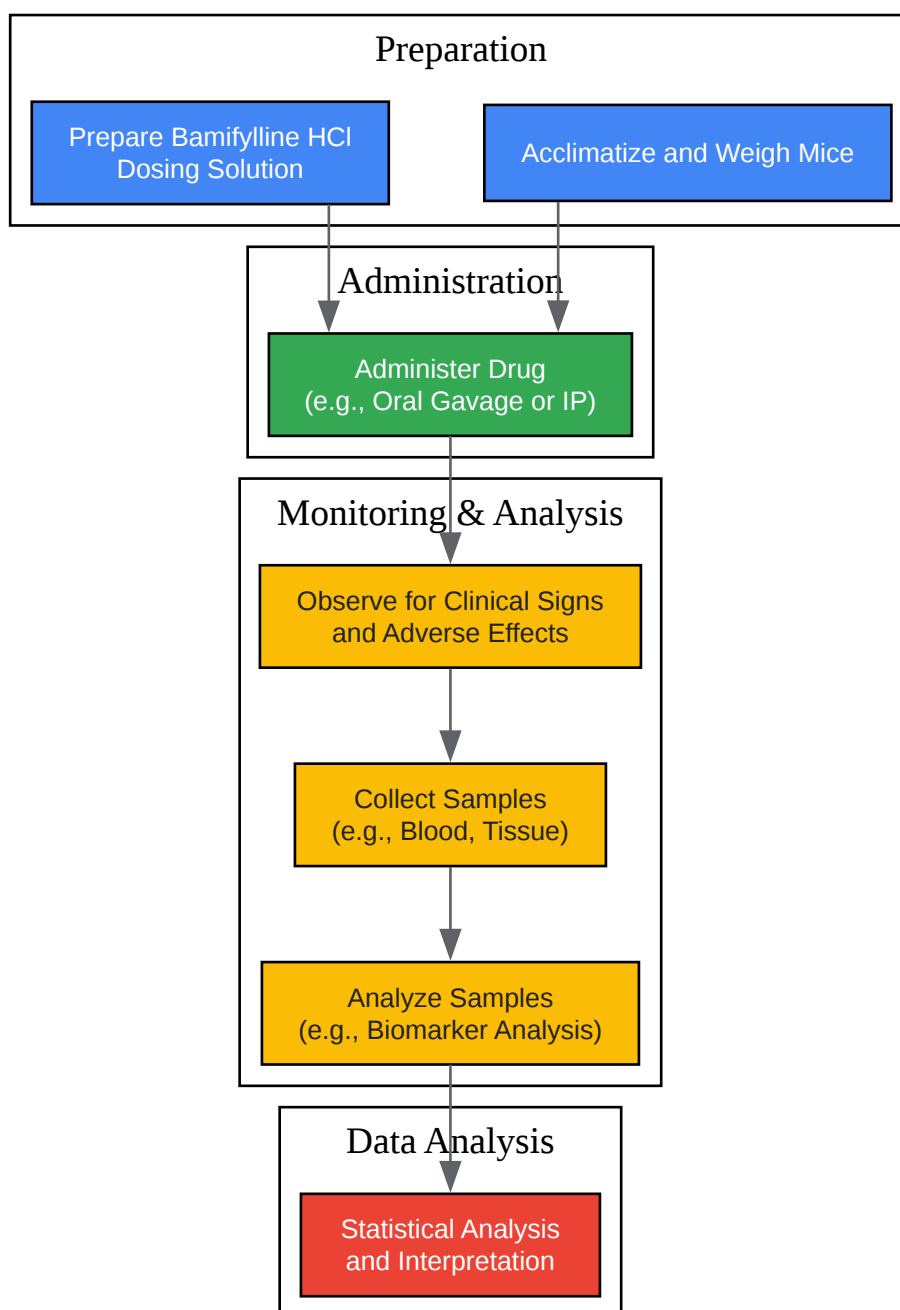 Preparation
Prepare Bamifylline HCl
Dosing Solution
Acclimatize and Weigh Mice
Administration
Administer Drug
(e.g., Oral Gavage or IP)
Monitoring & Analysis
Observe for Clinical Signs
and Adverse Effects
Collect Samples
(e.g., Blood, Tissue)
Analyze Samples
(e.g., Biomarker Analysis)
Data Analysis
Statistical Analysis
and Interpretation